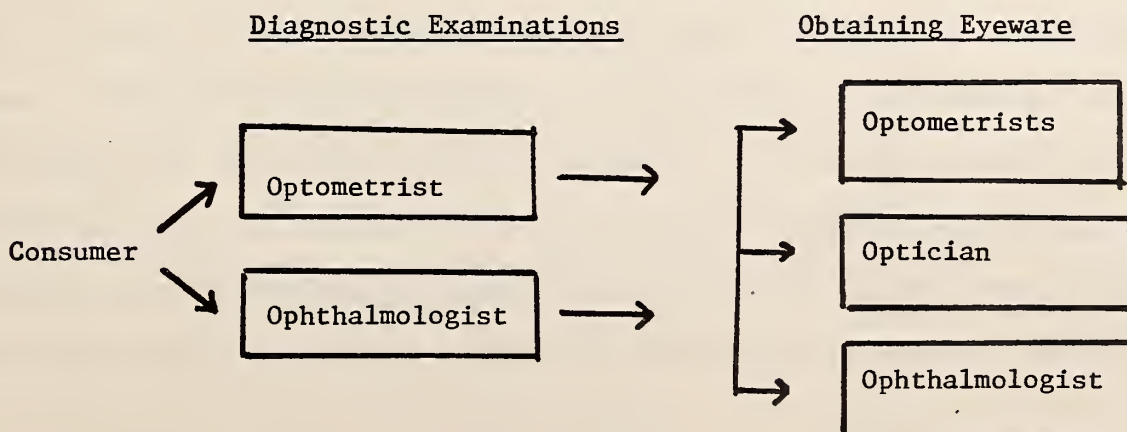 Diagnostic Examinations
Obtaining Eyeware
Consumer
Optometrist
Ophthalmologist
Optometrists
Optician
Ophthalmologist